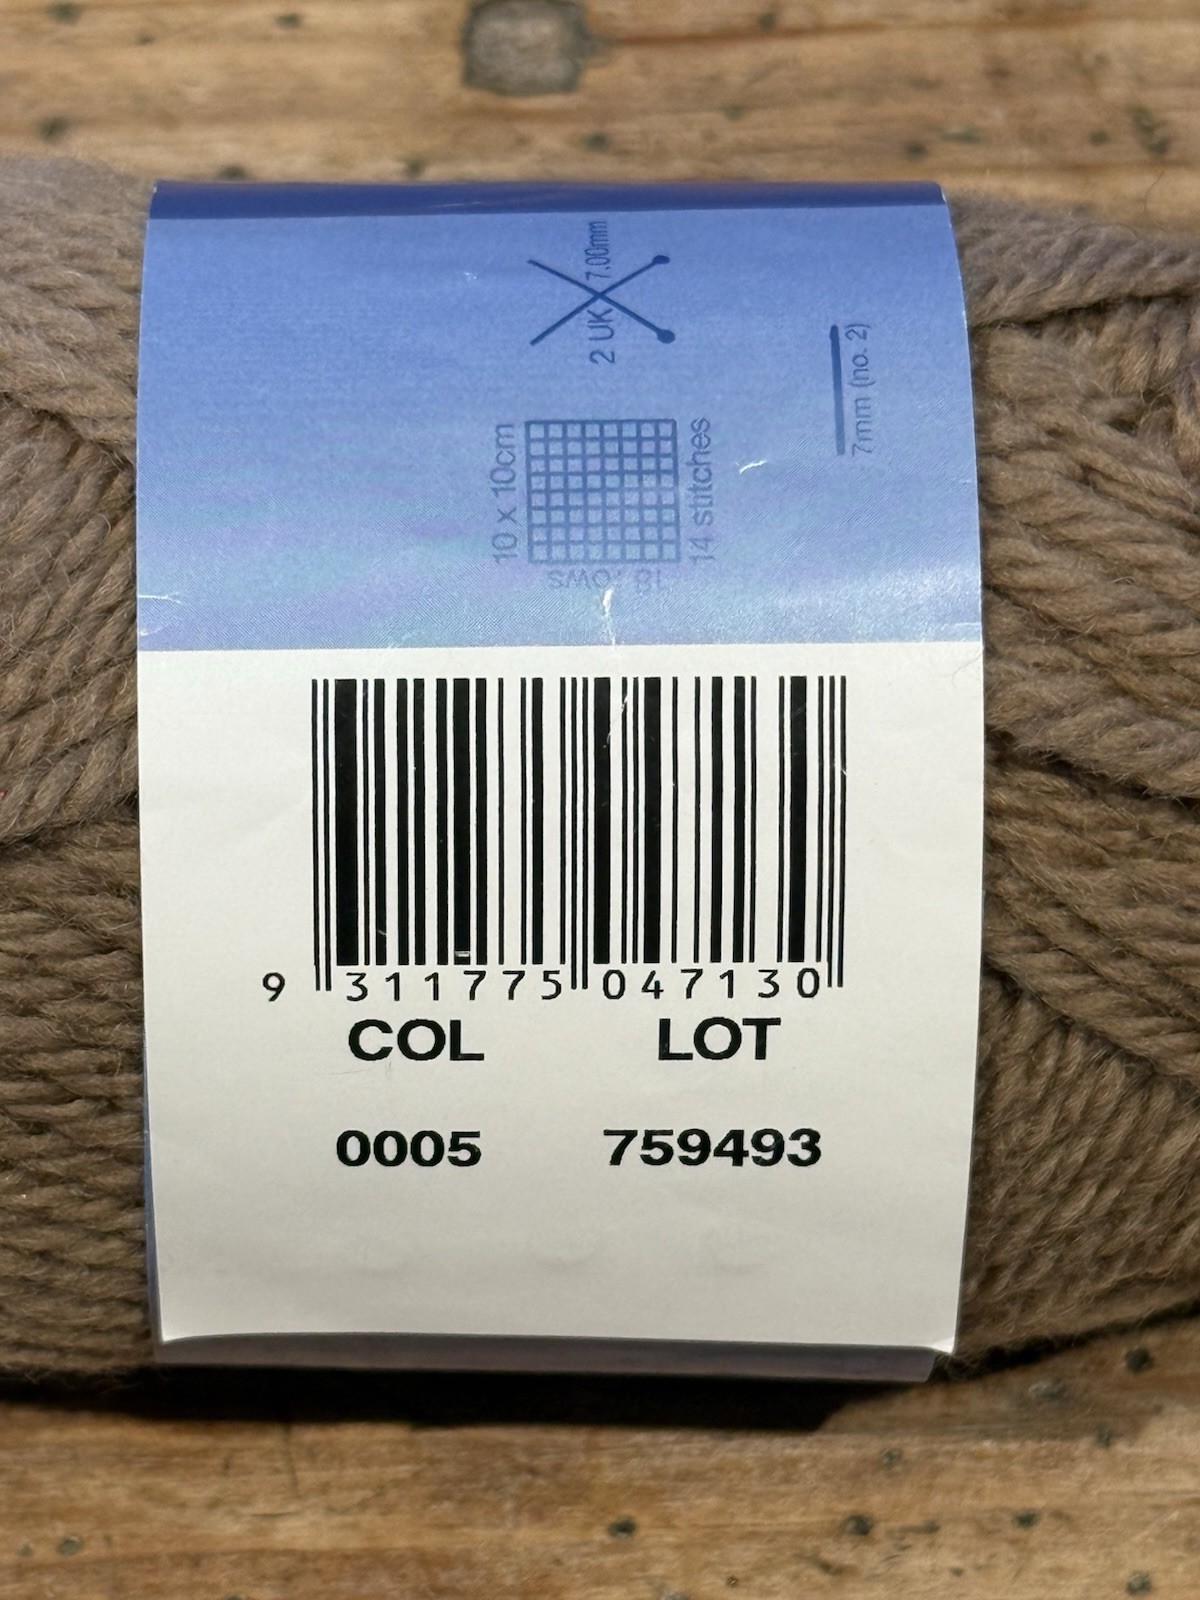 2 UK 7.00mm
7mm (no. 2)
10 x 10cm
14 stitches
18 rows
9 311775 047130
COL LOT
0005 759493